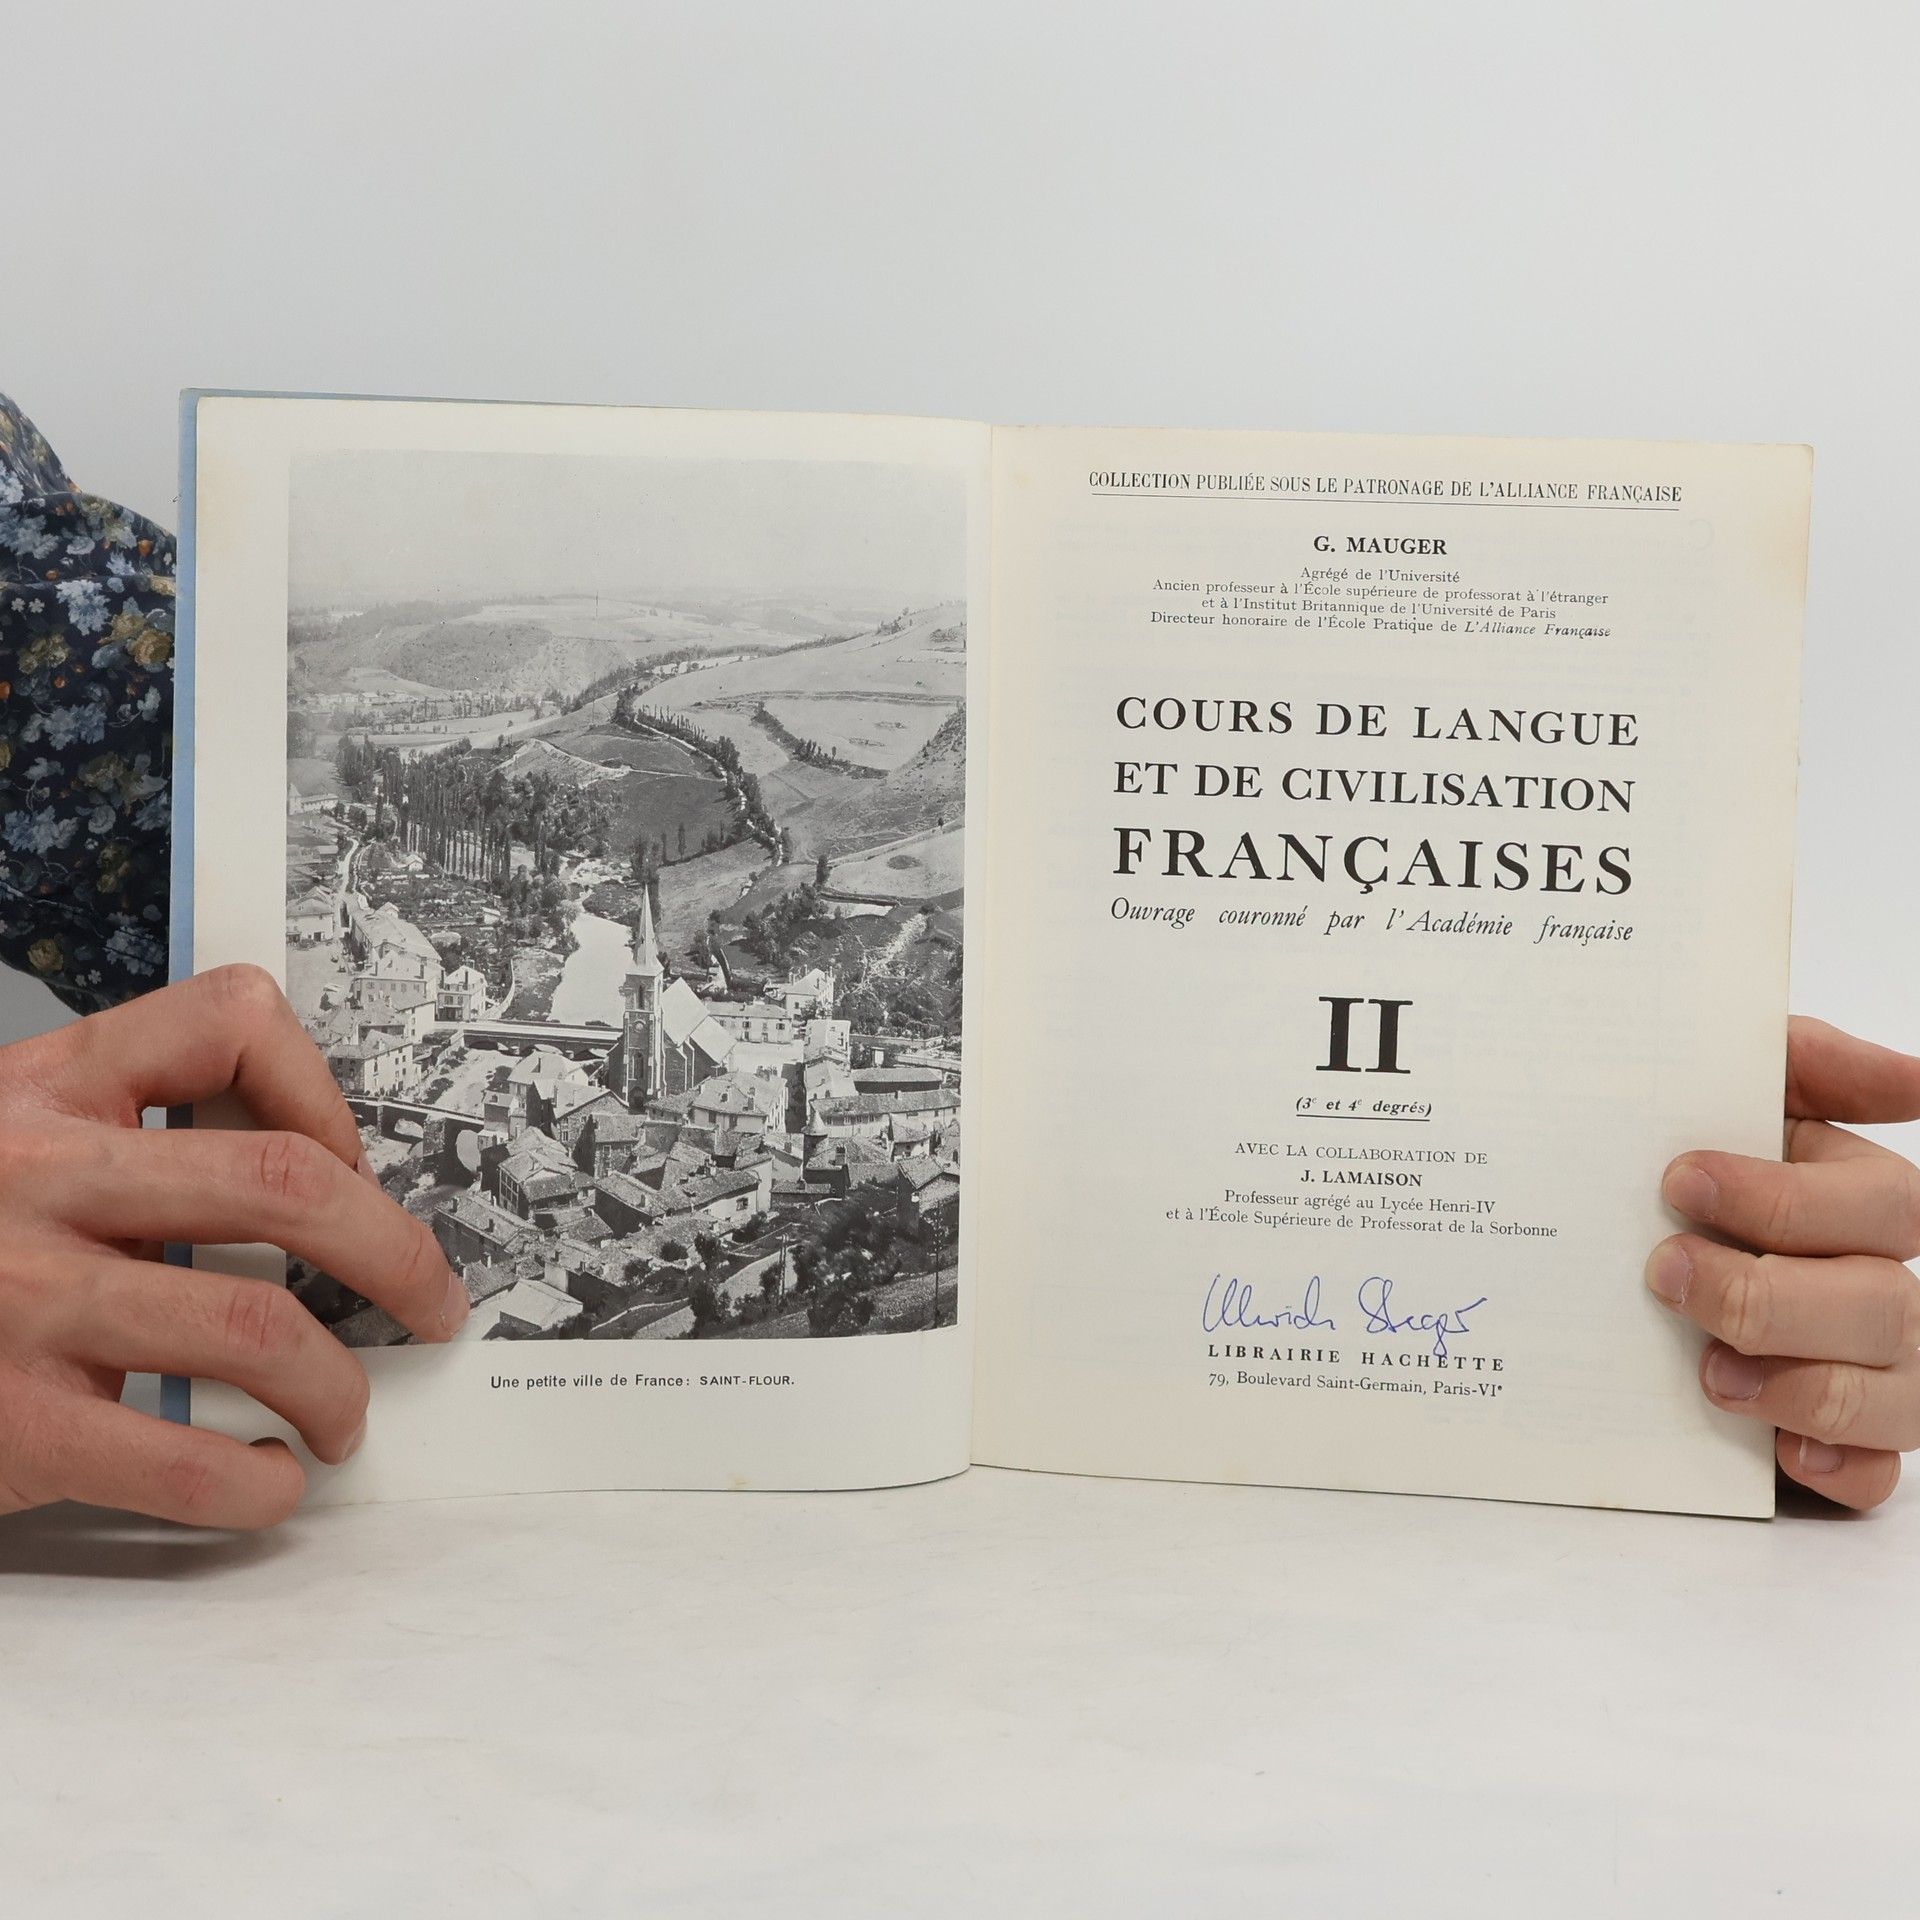 Une petite ville de France: SAINT-FLOUR.
COLLECTION PUBLIÉE SOUS LE PATRONAGE DE L'ALLIANCE FRANÇAISE
G. MAUGER
Agrégé de l'Université
Ancien professeur à l'École supérieure de professorat à l'étranger
et à l'Institut Britannique de l'Université de Paris
Directeur honoraire de l'École Pratique de L'Alliance Française
COURS DE LANGUE
ET DE CIVILISATION
FRANÇAISES
Ouvrage couronné par l'Académie française
II
(3e et 4e degrés)
AVEC LA COLLABORATION DE
J. LAMAISON
Professeur agrégé au Lycée Henri-IV
et à l'École Supérieure de Professorat de la Sorbonne
LIBRAIRIE HACHETTE
79, Boulevard Saint-Germain, Paris-VIe